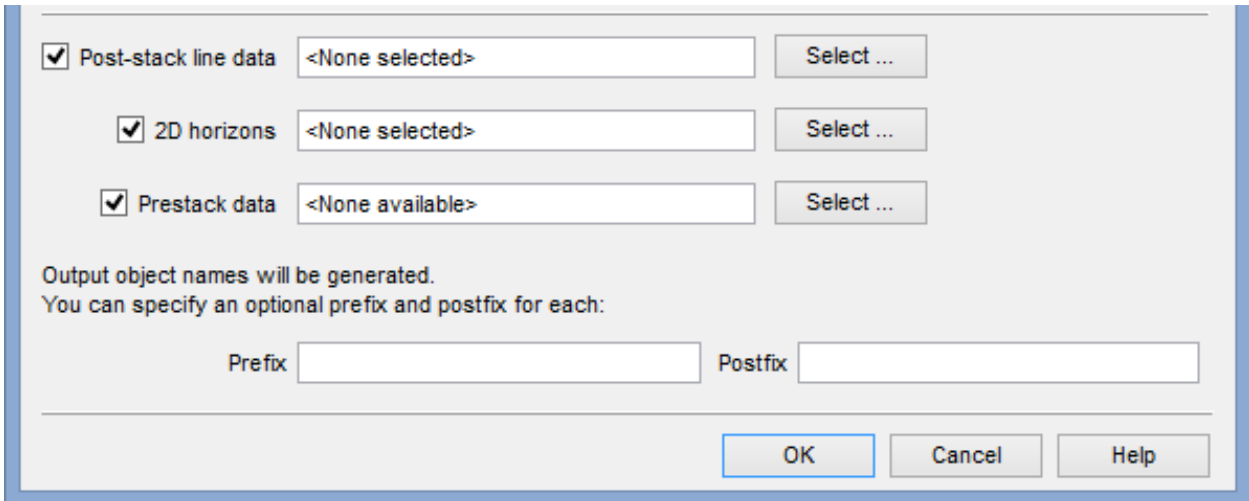 Post-stack line data <None selected> Select ...
2D horizons <None selected> Select ...
Prestack data <None available> Select ...
Output object names will be generated.
You can specify an optional prefix and postfix for each:
Prefix Postfix
OK Cancel Help